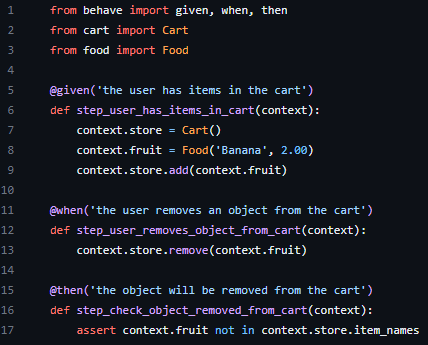 1 from behave import given, when, then
2 from cart import Cart
3 from food import Food
4
5 @given('the user has items in the cart')
6 def step_user_has_items_in_cart(context):
7     context.store = Cart()
8     context.fruit = Food('Banana', 2.00)
9     context.store.add(context.fruit)
10
11 @when('the user removes an object from the cart')
12 def step_user_removes_object_from_cart(context):
13     context.store.remove(context.fruit)
14
15 @then('the object will be removed from the cart')
16 def step_check_object_removed_from_cart(context):
17     assert context.fruit not in context.store.item_names